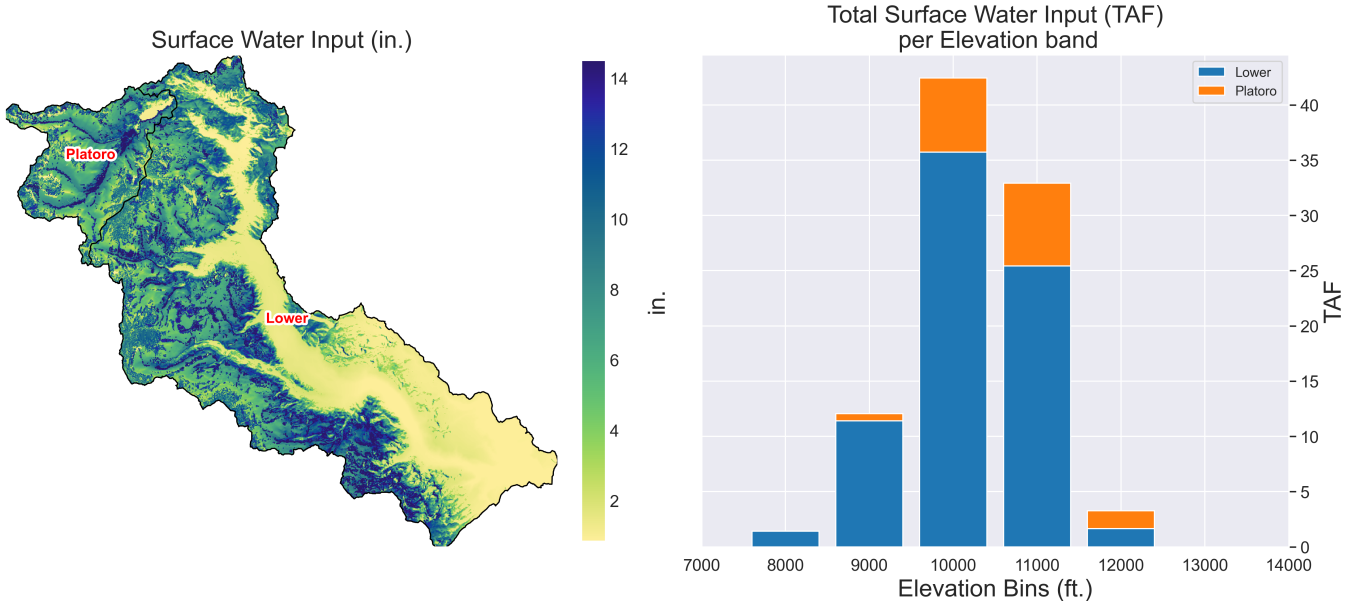 Surface Water Input (in.)
Platoro
Lower
14
12
10
8
6
4
2
in.
Total Surface Water Input (TAF)
per Elevation band
Lower
Platoro
40
35
30
25
20
15
10
5
0
TAF
7000 8000 9000 10000 11000 12000 13000 14000
Elevation Bins (ft.)